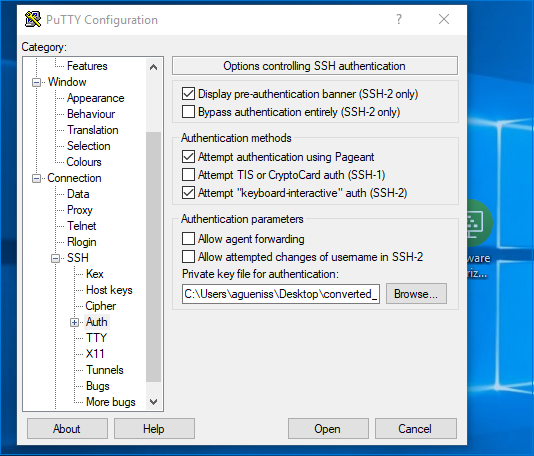 PuTTY Configuration
?
Category:
Features
Window
Appearance
Behaviour
Translation
Selection
Colours
Connection
Data
Proxy
Telnet
Rlogin
SSH
Kex
Host keys
Cipher
Auth
TTY
X11
Tunnels
Bugs
More bugs
Options controlling SSH authentication
Display pre-authentication banner (SSH-2 only)
Bypass authentication entirely (SSH-2 only)
Authentication methods
Attempt authentication using Pageant
Attempt TIS or CryptoCard auth (SSH-1)
Attempt "keyboard-interactive" auth (SSH-2)
Authentication parameters
Allow agent forwarding
Allow attempted changes of username in SSH-2
Private key file for authentication:
C:\Users\agueniss\Desktop\converted_
Browse...
About
Help
Open
Cancel
ware
riz...